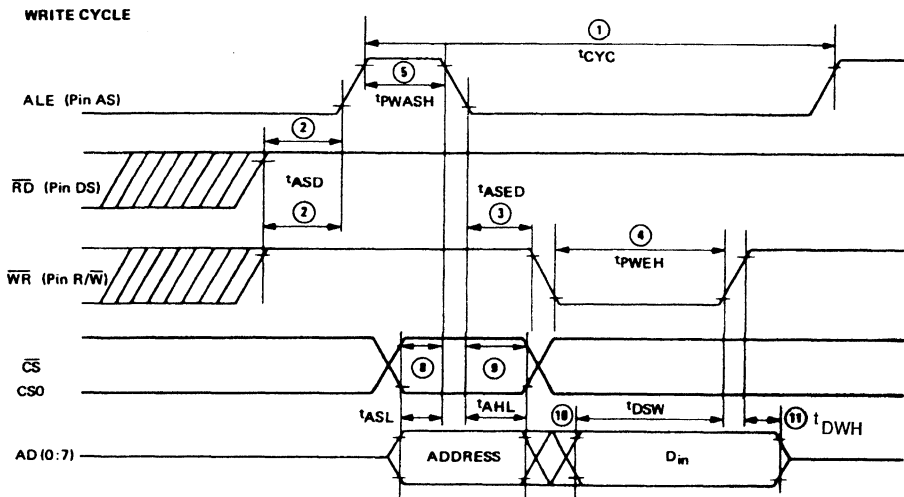 WRITE CYCLE
1
tCYC
5
ALE (Pin AS)
tPWASH
2
RD (Pin DS)
tASD
tASED
2
3
4
tPWEH
WR (Pin R/W)
CS
CS0
8
9
tASL
tAHL
10
tDSW
11
tDWH
AD (0:7)
ADDRESS
Din